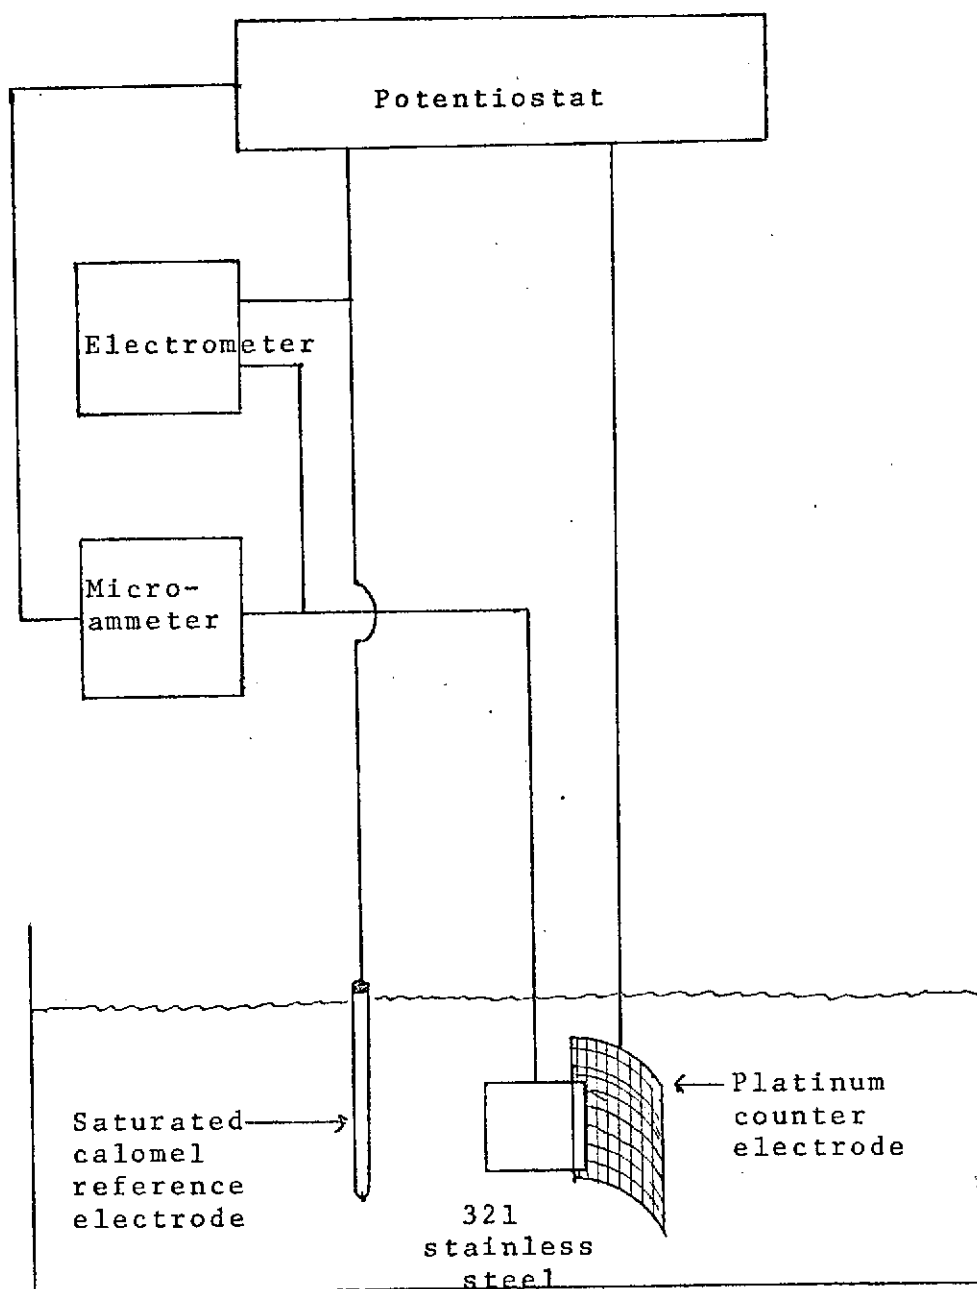 Potentiostat
Electrometer
Micro-
ammeter
Saturated
calomel
reference
electrode
321
stainless
steel
Platinum
counter
electrode